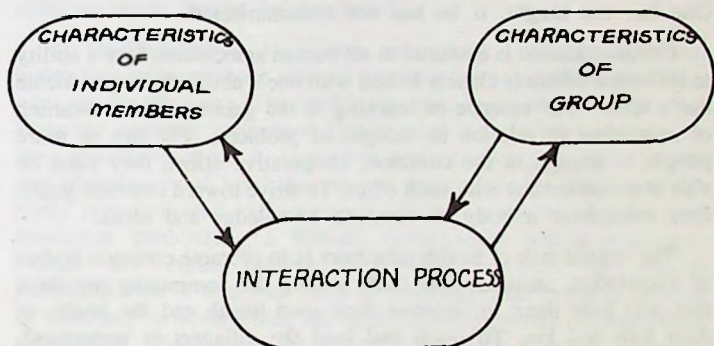 CHARACTERISTICS
OF
INDIVIDUAL
MEMBERS
CHARACTERISTICS
OF
GROUP
INTERACTION PROCESS